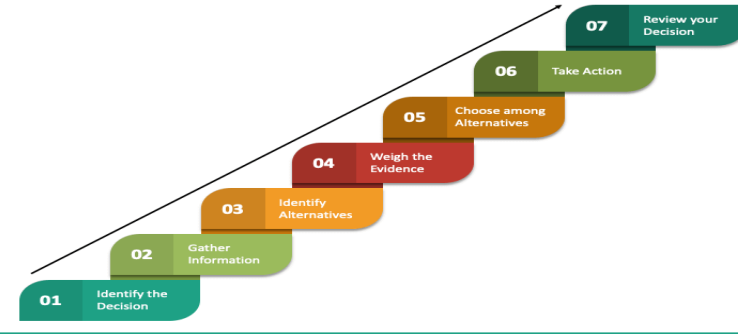 07
Review your
Decision
06
Take Action
05
Choose among
Alternatives
04
Weigh the
Evidence
03
Identify
Alternatives
02
Gather
Information
01
Identify the
Decision